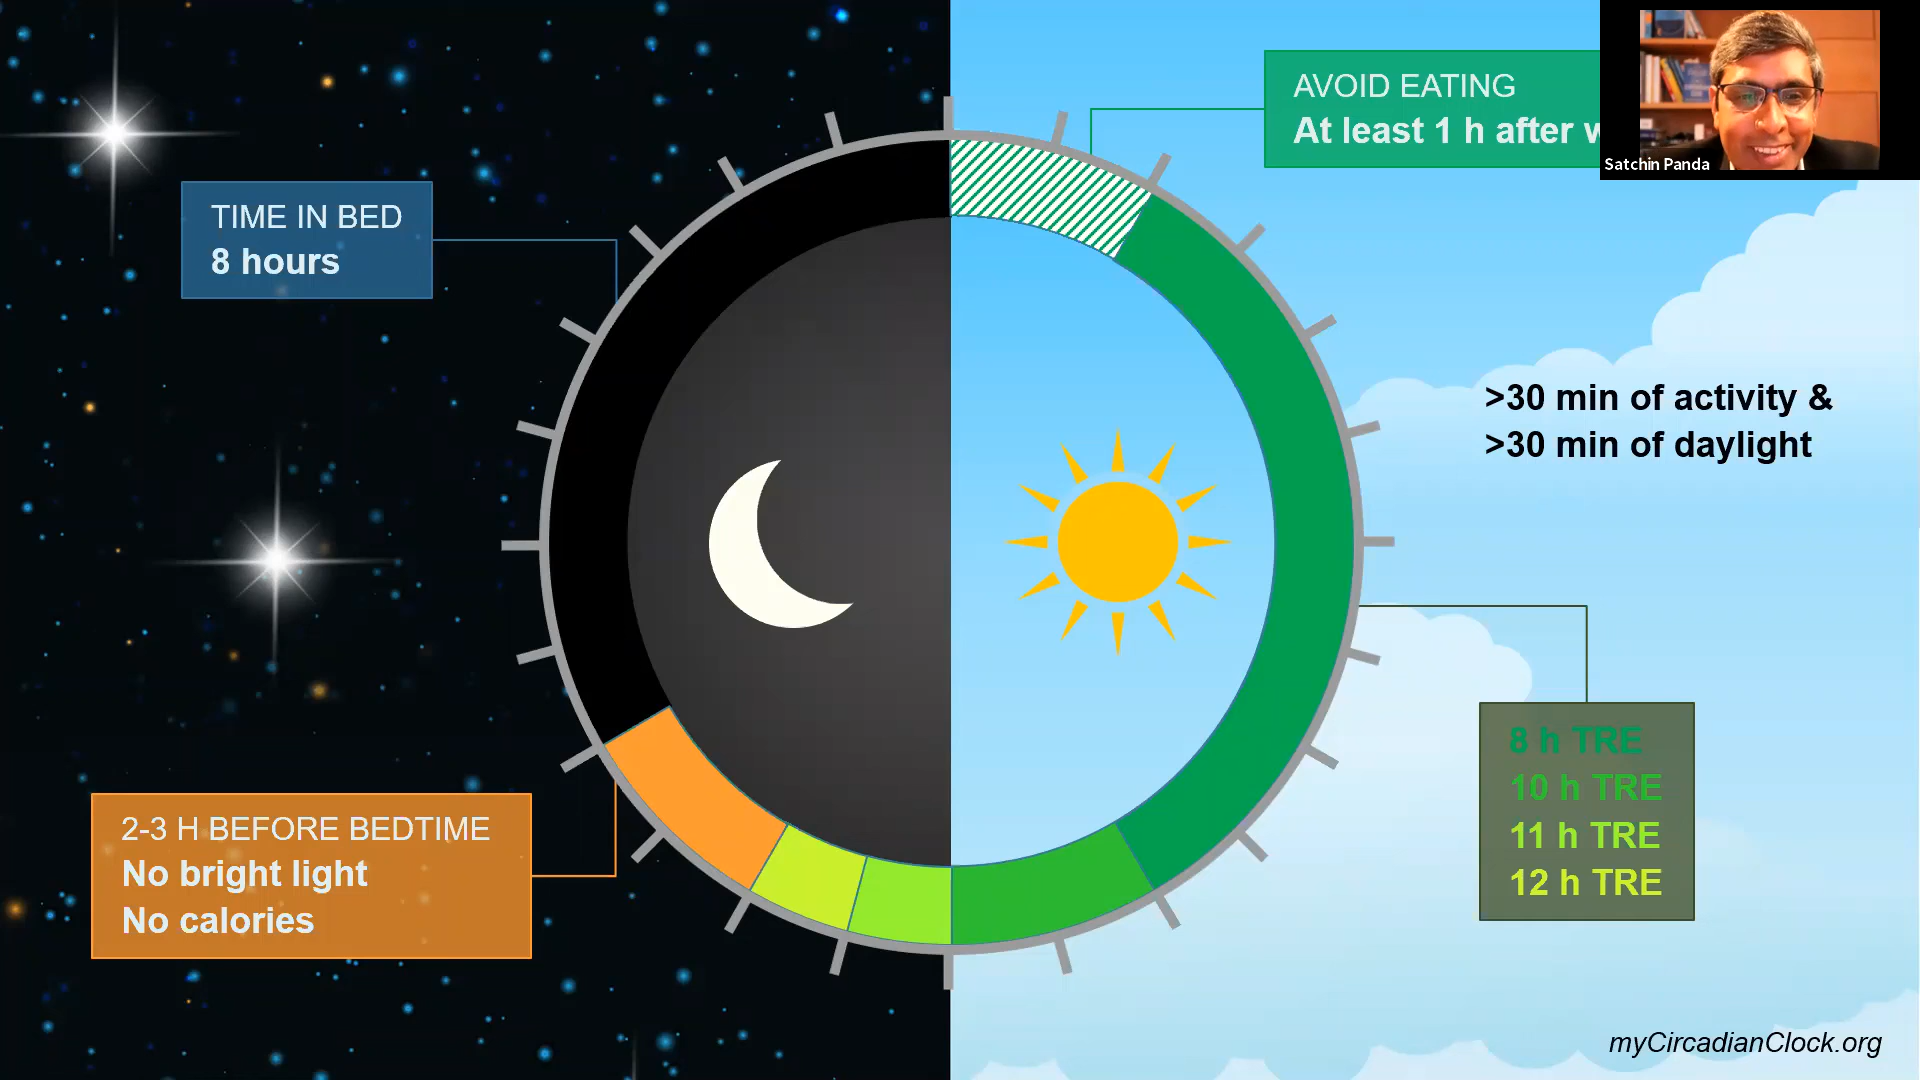 AVOID EATING
At least 1 h after
Satchin Panda
TIME IN BED
8 hours
>30 min of activity &
>30 min of daylight
8 h TRE
10 h TRE
11 h TRE
12 h TRE
2-3 H BEFORE BEDTIME
No bright light
No calories
myCircadianClock.org